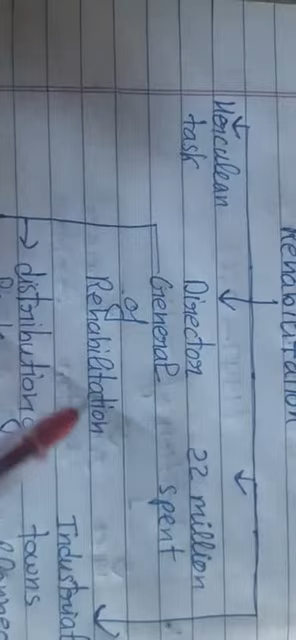 Rehabilitation
Herculean
task
Director
General
of
Rehabilitation
22 million
spent
→ distribution
Industrial
towns